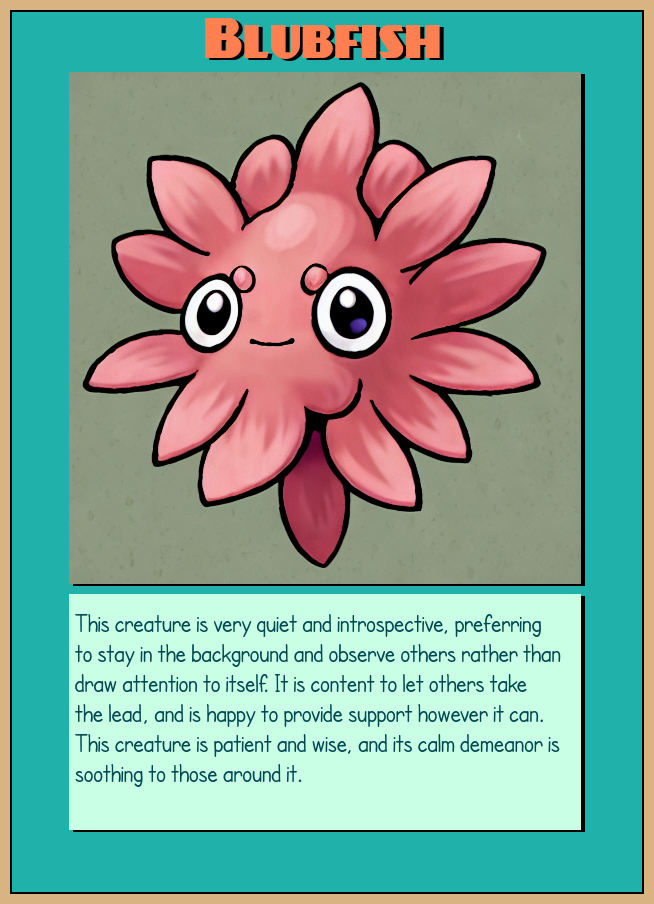 Blubfish
This creature is very quiet and introspective, preferring
to stay in the background and observe others rather than
draw attention to itself. It is content to let others take
the lead, and is happy to provide support however it can.
This creature is patient and wise, and its calm demeanor is
soothing to those around it.